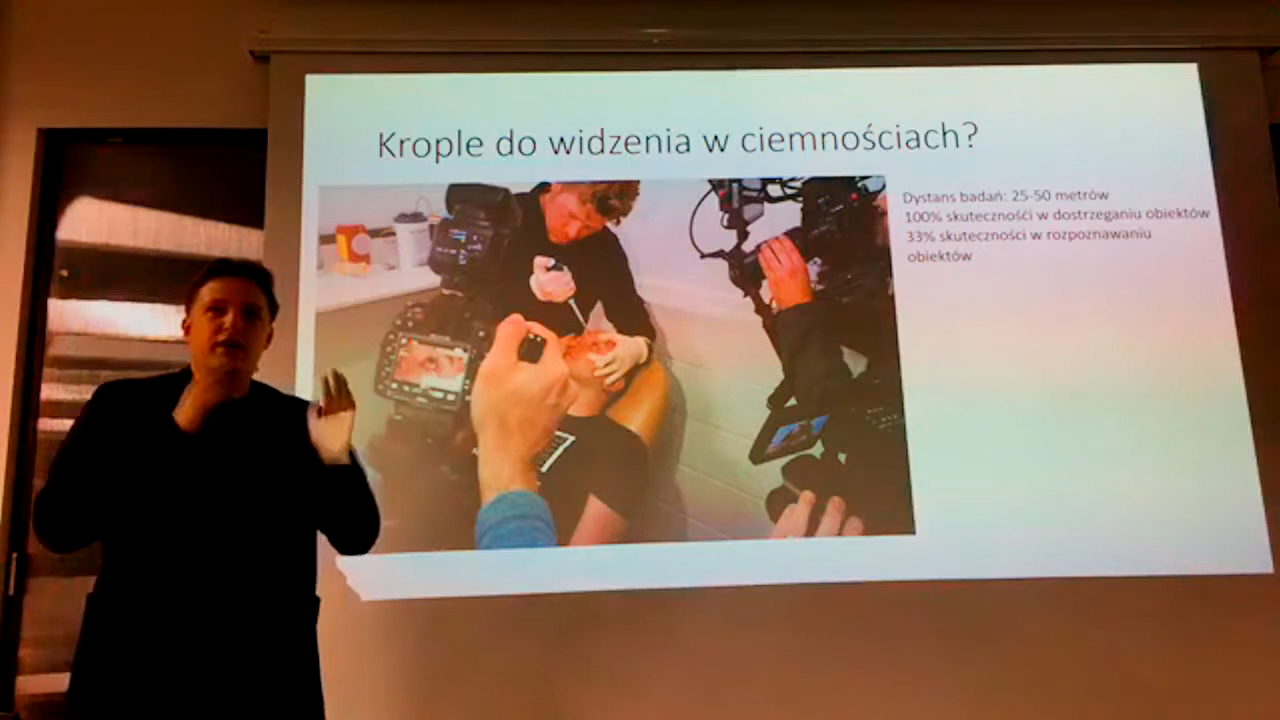 Krople do widzenia w ciemnościach?
Dystans badań: 25-50 metrów
100% skuteczności w dostrzeganiu obiektów
33% skuteczności w rozpoznawaniu
obiektów